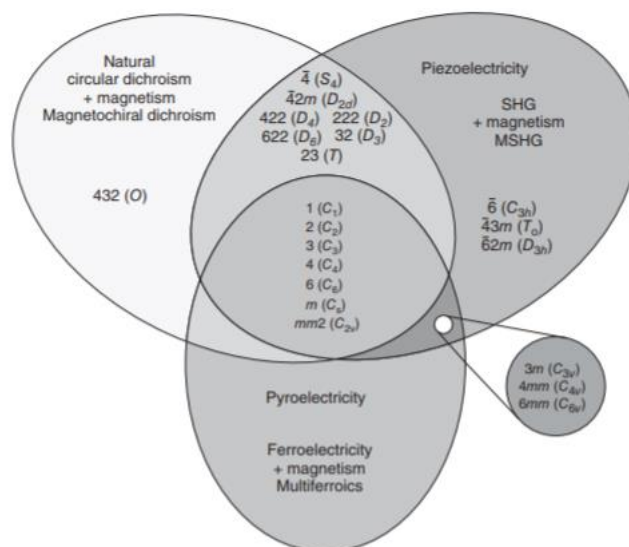 Natural
circular dichroism
+ magnetism
Magnetochiral dichroism
432 (O)
4̄ (S₄)
4̄2m (D₂d)
422 (D₄) 222 (D₂)
622 (D₆) 32 (D₃)
23 (T)
Piezoelectricity
SHG
+ magnetism
MSHG
6̄ (C₃ₕ)
4̄3m (Tₒ)
6̄2m (D₃ₕ)
1 (C₁)
2 (C₂)
3 (C₃)
4 (C₄)
6 (C₆)
m (Cₛ)
mm2 (C₂ᵥ)
3m (C₃ᵥ)
4mm (C₄ᵥ)
6mm (C₆ᵥ)
Pyroelectricity
Ferroelectricity
+ magnetism
Multiferroics